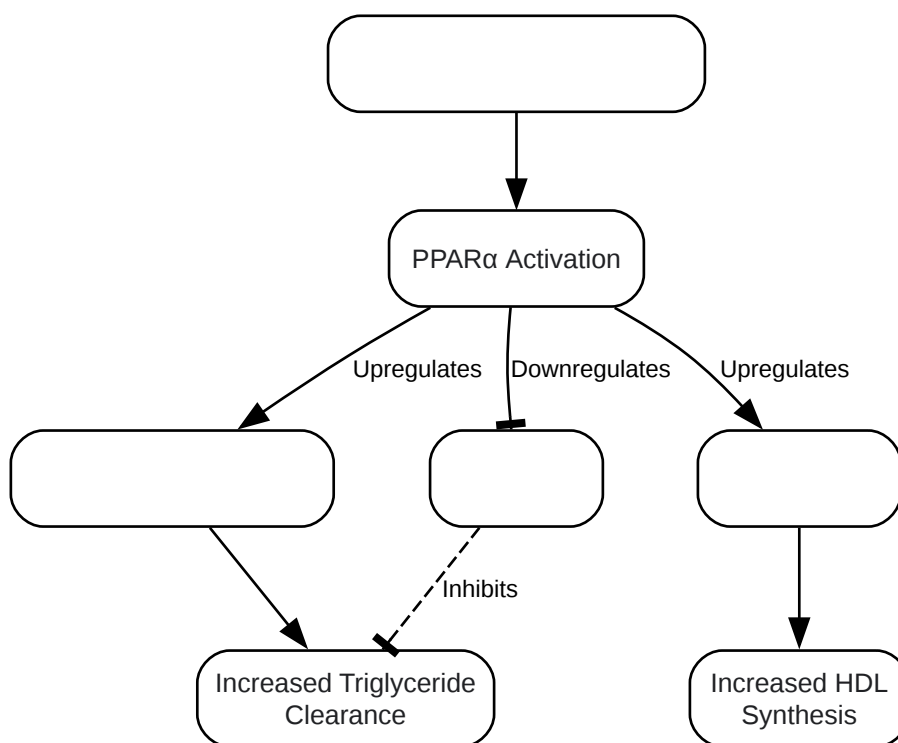 PPARα Activation
Upregulates
Downregulates
Upregulates
Inhibits
Increased Triglyceride
Clearance
Increased HDL
Synthesis